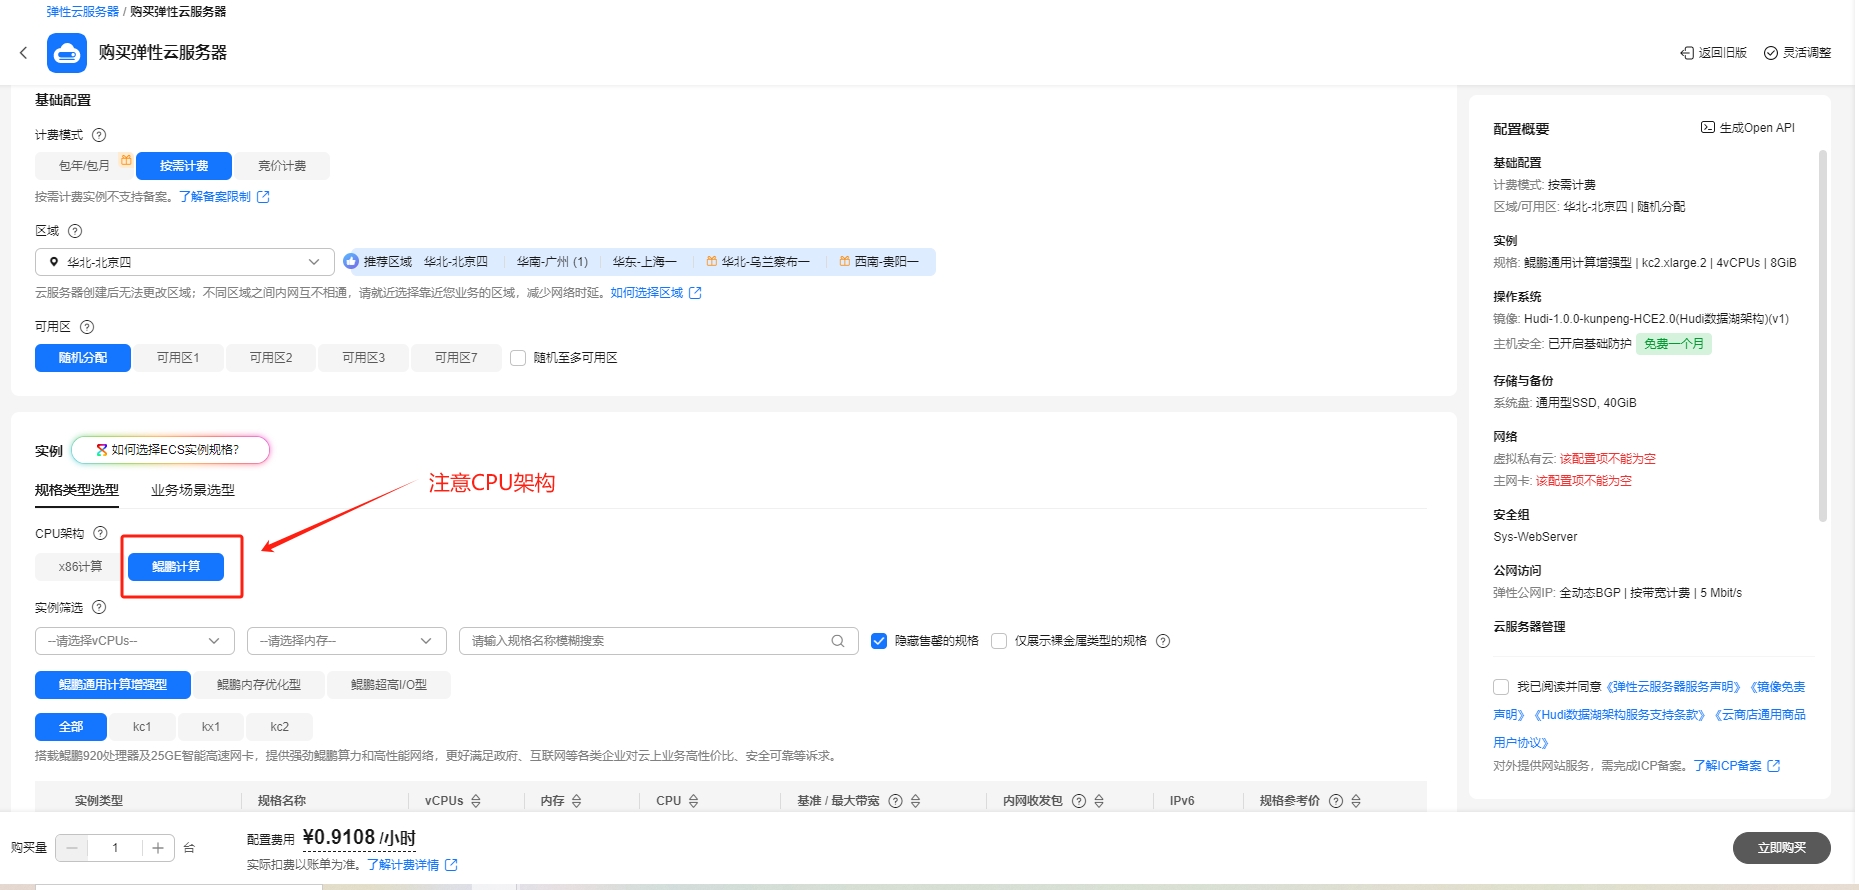 弹性云服务器 / 购买弹性云服务器
购买弹性云服务器
返回旧版 灵活调整
基础配置
计费模式
包年/包月 按需计费 竞价计费
按需计费实例不支持备案。了解备案限制
区域
华北-北京四 推荐区域 华北-北京四 华南-广州 (1) 华东-上海一 华北-乌兰察布一 西南-贵阳一
云服务器创建后无法更改区域；不同区域之间内网互不相通，请就近选择靠近您业务的区域，减少网络时延。如何选择区域
可用区
随机分配 可用区1 可用区2 可用区3 可用区7 随机至多可用区
实例 如何选择ECS实例规格？
规格类型选型 业务场景选型
注意CPU架构
CPU架构
x86计算 鲲鹏计算
实例筛选
--请选择vCPUs-- --请选择内存-- 请输入规格名称模糊搜索 隐藏售罄的规格 仅展示裸金属类型的规格
鲲鹏通用计算增强型 鲲鹏内存优化型 鲲鹏超高I/O型
全部 kc1 kx1 kc2
搭载鲲鹏920处理器及25GE智能高速网卡，提供强劲鲲鹏算力和高性能网络，更好满足政府、互联网等各类企业对云上业务高性价比、安全可靠等诉求。
实例类型 规格名称 vCPUs 内存 CPU 基准 / 最大带宽 内网收发包 IPv6 规格参考价
配置概要 生成Open API
基础配置
计费模式: 按需计费
区域/可用区: 华北-北京四 | 随机分配
实例
规格: 鲲鹏通用计算增强型 | kc2.xlarge.2 | 4vCPUs | 8GiB
操作系统
镜像: Hudi-1.0.0-kunpeng-HCE2.0(Hudi数据湖架构)(v1)
主机安全: 已开启基础防护 免费一个月
存储与备份
系统盘: 通用型SSD, 40GiB
网络
虚拟私有云: 该配置项不能为空
主网卡: 该配置项不能为空
安全组
Sys-WebServer
公网访问
弹性公网IP: 全动态BGP | 按带宽计费 | 5 Mbit/s
云服务器管理
我已阅读并同意《弹性云服务器服务声明》《镜像免责
声明》《Hudi数据湖架构服务支持条款》《云商店通用商品
用户协议》
对外提供网站服务，需完成ICP备案。了解ICP备案
购买量 1 台 配置费用 ¥0.9108 /小时
实际扣费以账单为准。了解计费详情
立即购买